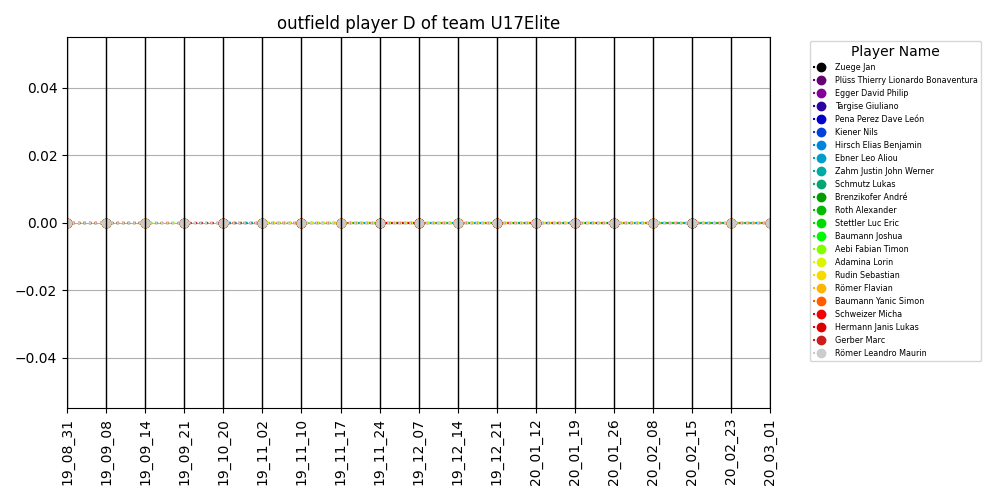 outfield player D of team U17Elite
0.04
0.02
0.00
−0.02
−0.04
19_08_31
19_09_08
19_09_14
19_09_21
19_10_20
19_11_02
19_11_10
19_11_17
19_11_24
19_12_07
19_12_14
19_12_21
20_01_12
20_01_19
20_01_26
20_02_08
20_02_15
20_02_23
20_03_01
Player Name
Zuege Jan
Plüss Thierry Lionardo Bonaventura
Egger David Philip
Targise Giuliano
Pena Perez Dave León
Kiener Nils
Hirsch Elias Benjamin
Ebner Leo Aliou
Zahm Justin John Werner
Schmutz Lukas
Brenzikofer André
Roth Alexander
Stettler Luc Eric
Baumann Joshua
Aebi Fabian Timon
Adamina Lorin
Rudin Sebastian
Römer Flavian
Baumann Yanic Simon
Schweizer Micha
Hermann Janis Lukas
Gerber Marc
Römer Leandro Maurin